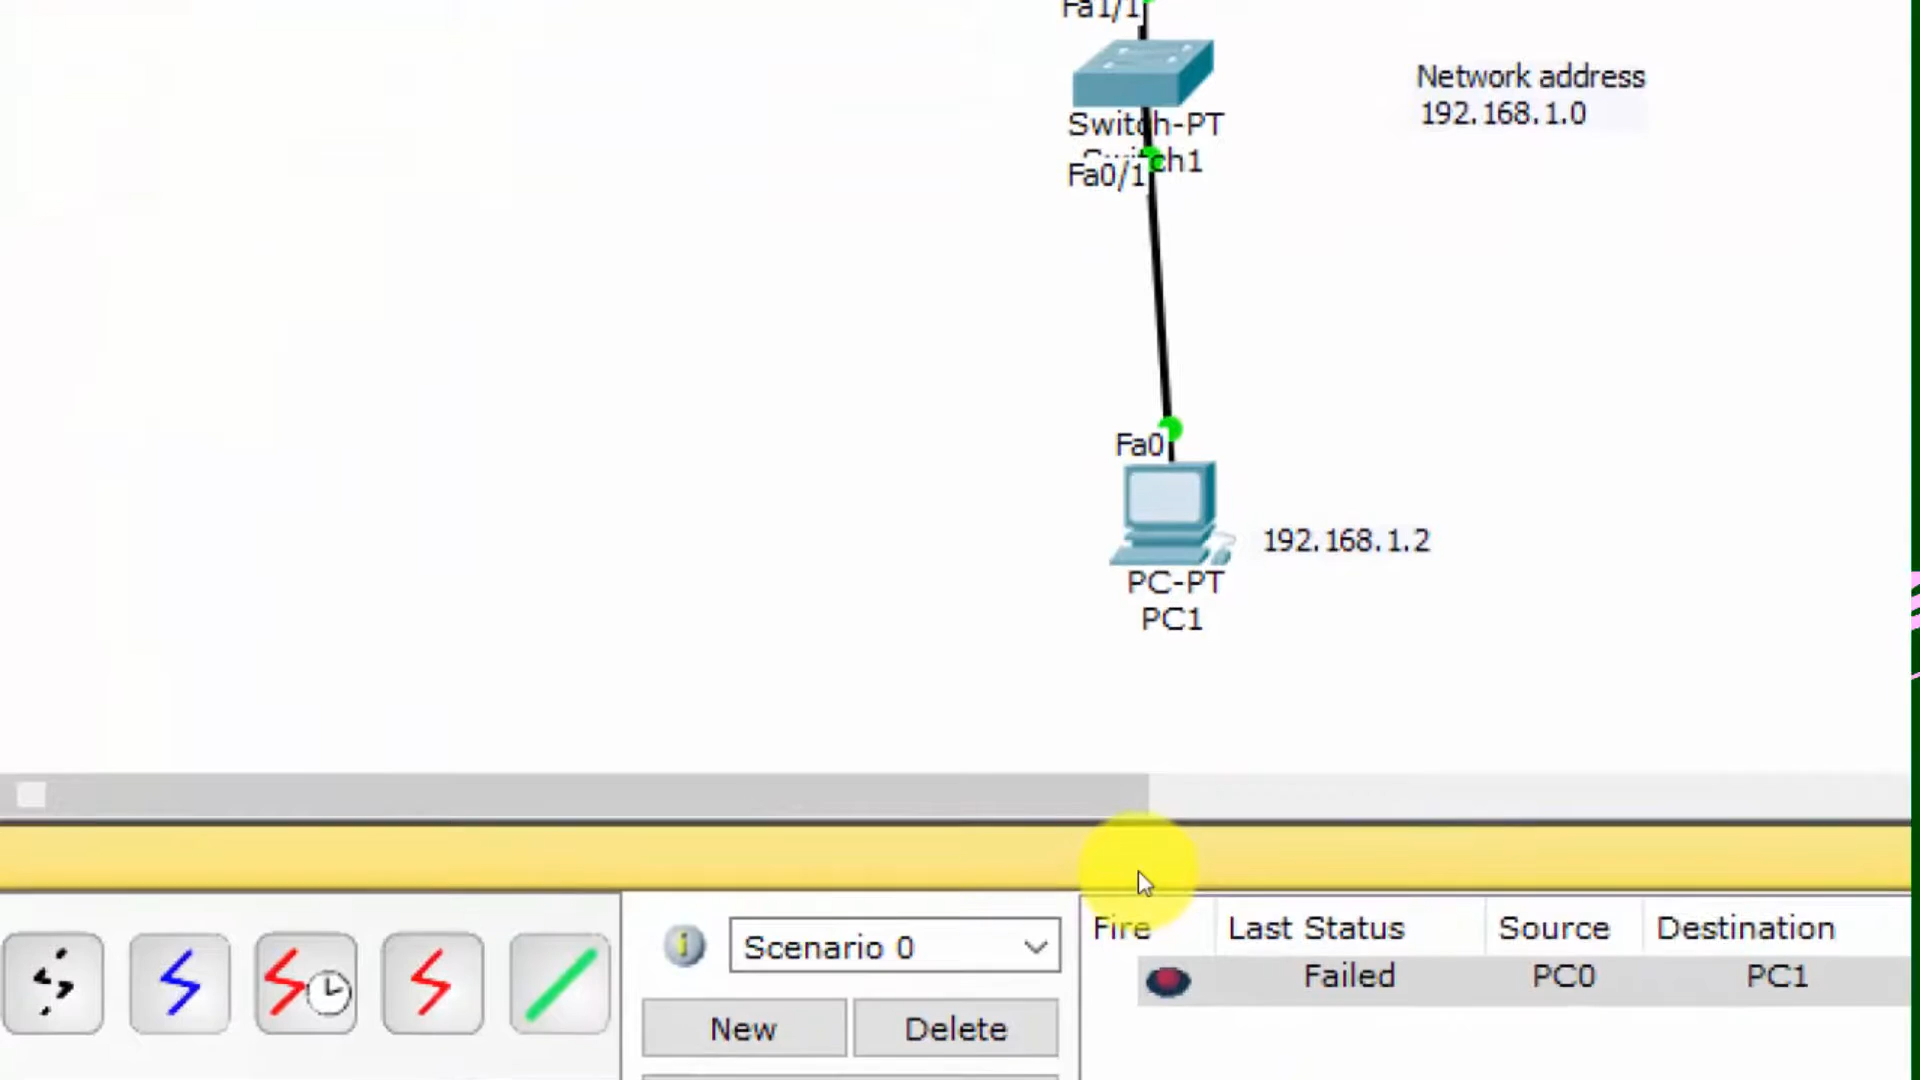 Fa1/1
Switch-PT
Switch1
Fa0/1
Network address
192.168.1.0
Fa0
192.168.1.2
PC-PT
PC1
Scenario 0
New
Delete
Fire
Last Status
Source
Destination
Failed
PC0
PC1